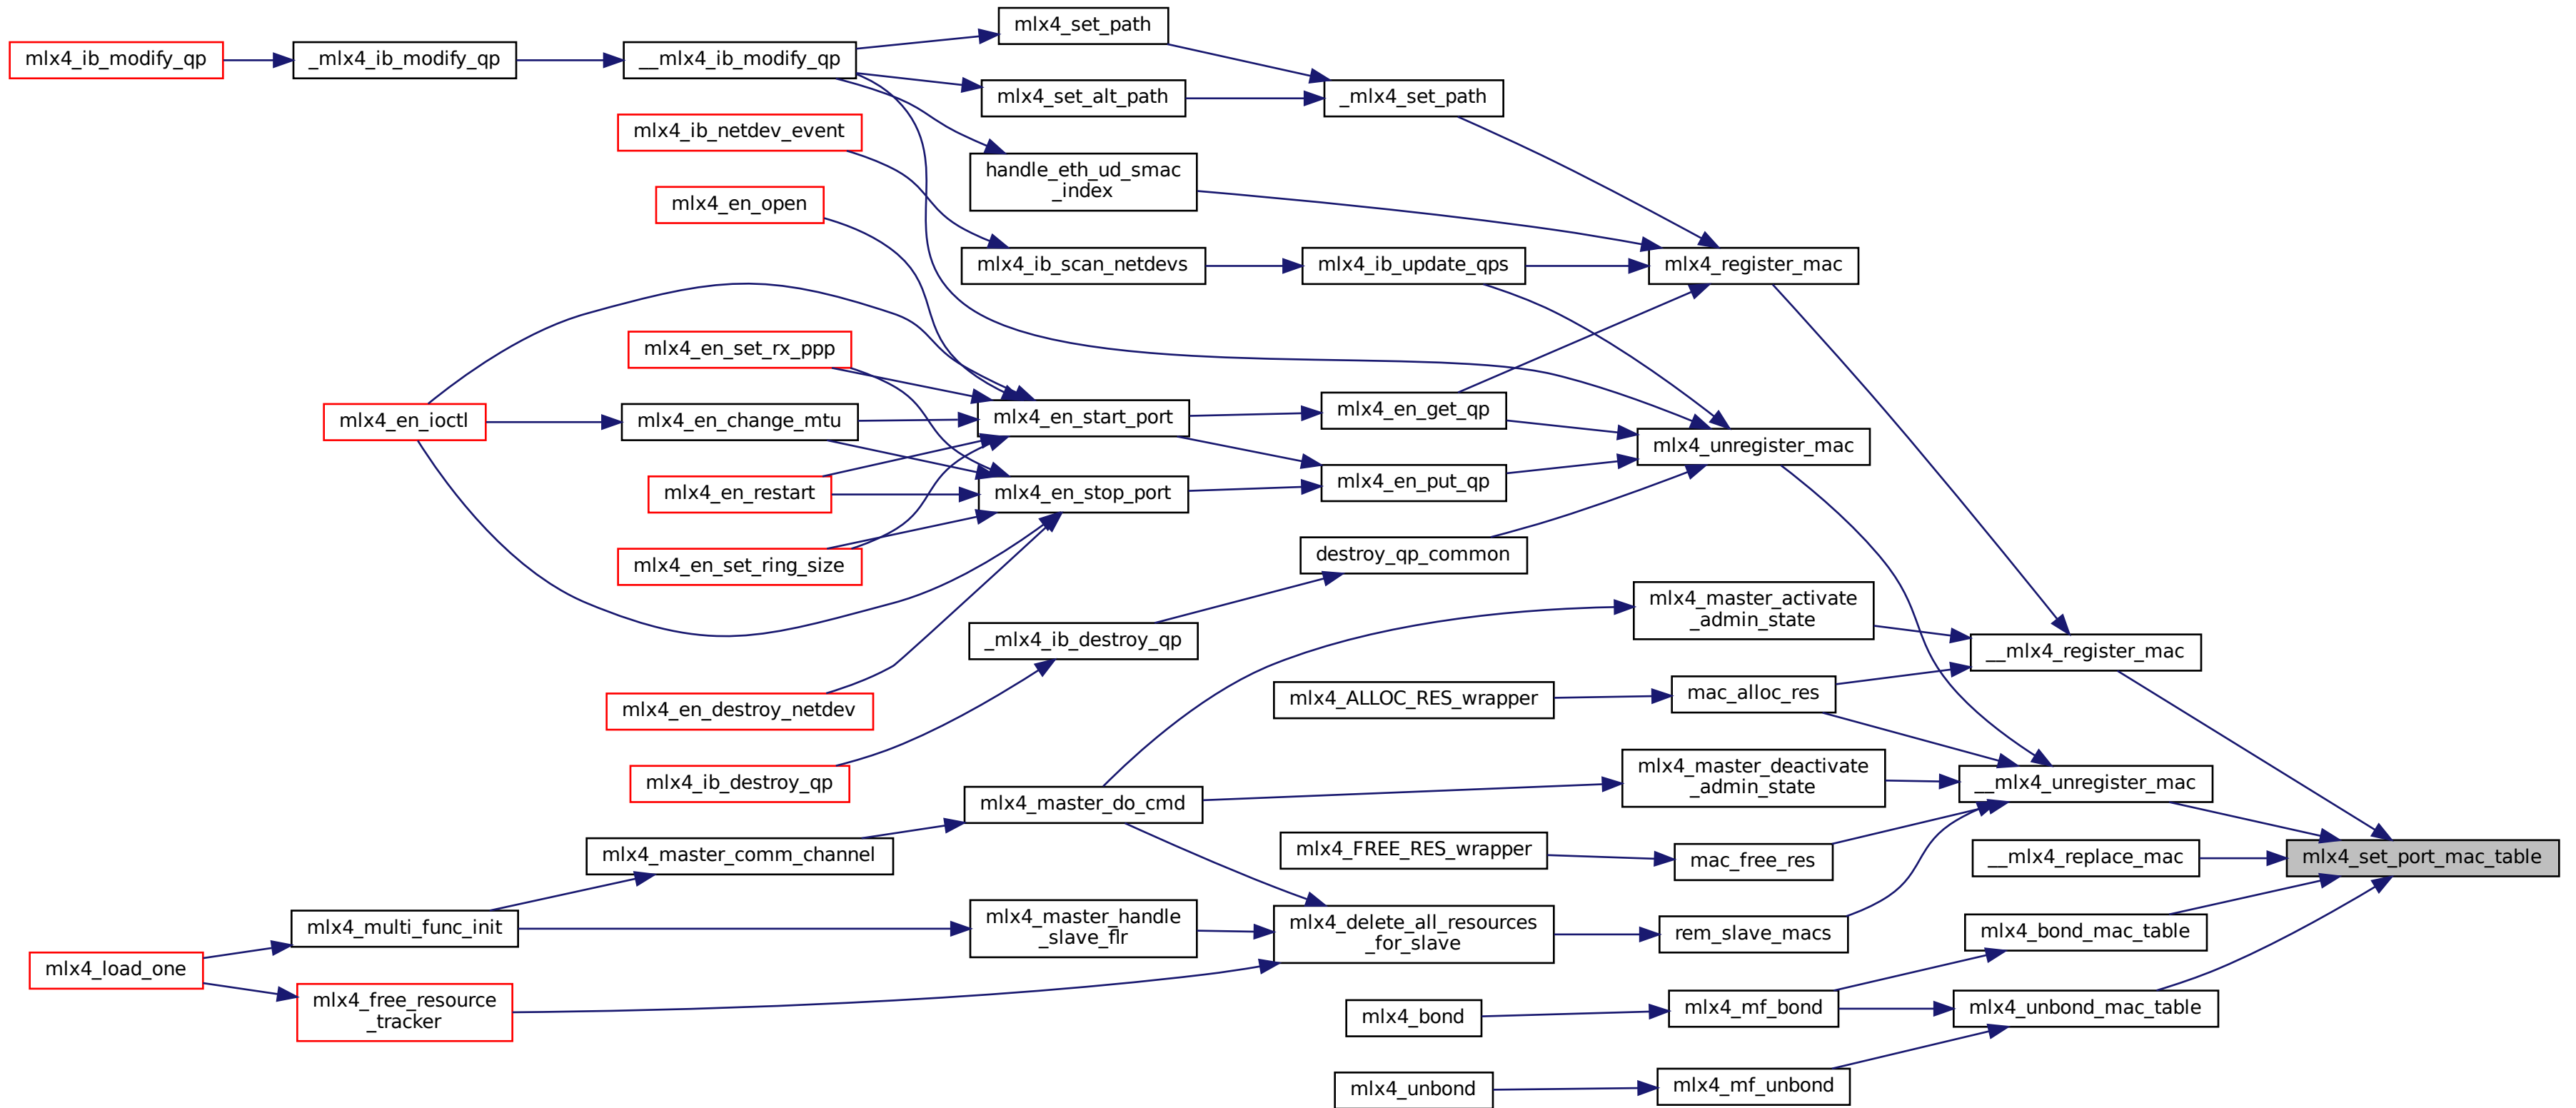 mlx4_set_path
mlx4_ib_modify_qp
_mlx4_ib_modify_qp
__mlx4_ib_modify_qp
mlx4_set_alt_path
_mlx4_set_path
mlx4_ib_netdev_event
handle_eth_ud_smac
_index
mlx4_en_open
mlx4_ib_scan_netdevs
mlx4_ib_update_qps
mlx4_register_mac
mlx4_en_set_rx_ppp
mlx4_en_ioctl
mlx4_en_change_mtu
mlx4_en_start_port
mlx4_en_get_qp
mlx4_unregister_mac
mlx4_en_restart
mlx4_en_stop_port
mlx4_en_put_qp
mlx4_en_set_ring_size
destroy_qp_common
mlx4_master_activate
_admin_state
_mlx4_ib_destroy_qp
__mlx4_register_mac
mlx4_en_destroy_netdev
mlx4_ALLOC_RES_wrapper
mac_alloc_res
mlx4_ib_destroy_qp
mlx4_master_do_cmd
mlx4_master_deactivate
_admin_state
__mlx4_unregister_mac
mlx4_master_comm_channel
mlx4_FREE_RES_wrapper
mac_free_res
__mlx4_replace_mac
mlx4_set_port_mac_table
mlx4_multi_func_init
mlx4_master_handle
_slave_flr
mlx4_delete_all_resources
_for_slave
rem_slave_macs
mlx4_bond_mac_table
mlx4_load_one
mlx4_free_resource
_tracker
mlx4_bond
mlx4_mf_bond
mlx4_unbond_mac_table
mlx4_unbond
mlx4_mf_unbond